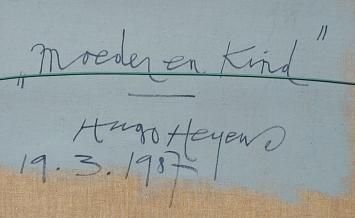 „Moeder en Kind"
Hugo Heyens
19.3.1987